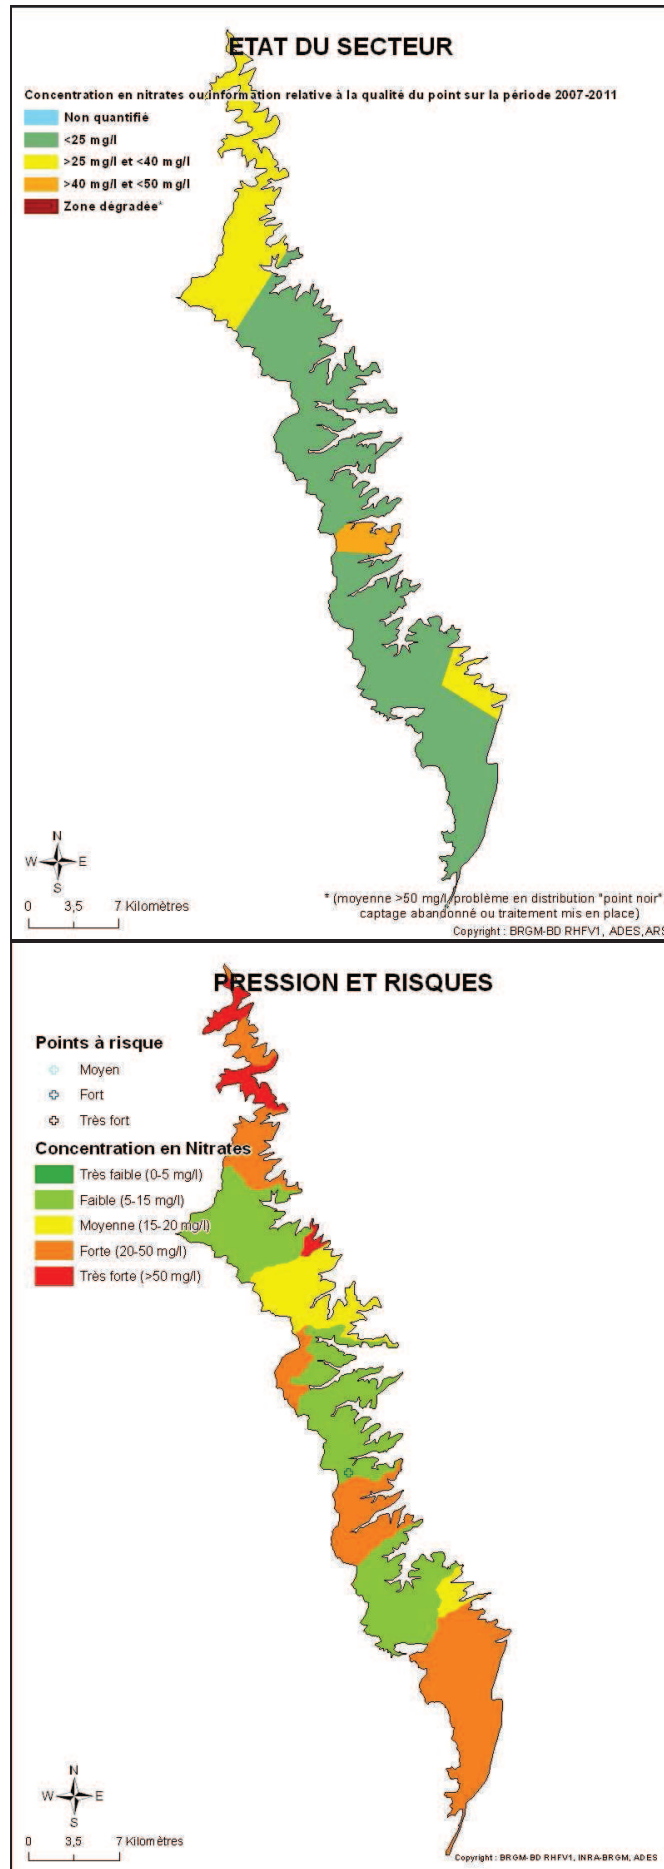 ETAT DU SECTEUR
Concentration en nitrates ou information relative à la qualité du point sur la période 2007-2011
Non quantifié
<25 mg/l
>25 mg/l et <40 mg/l
>40 mg/l et <50 mg/l
Zone dégradée*
N
W E
S
0 3,5 7 Kilomètres
* (moyenne >50 mg/l, problème en distribution "point noir"
captage abandonné ou traitement mis en place)
Copyright : BRGM-BD RHFV1, ADES,ARS
PRESSION ET RISQUES
Points à risque
Moyen
Fort
Très fort
Concentration en Nitrates
Très faible (0-5 mg/l)
Faible (5-15 mg/l)
Moyenne (15-20 mg/l)
Forte (20-50 mg/l)
Très forte (>50 mg/l)
N
W E
S
0 3,5 7 Kilomètres
Copyright : BRGM-BD RHFV1, INRA-BRGM, ADES